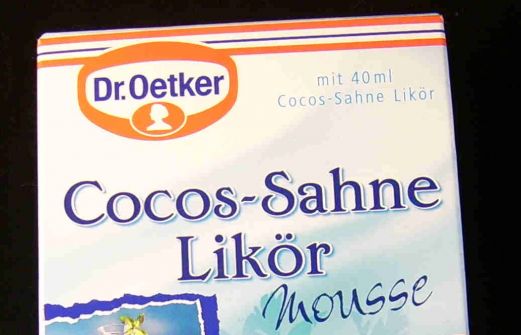 Dr.Oetker
mit 40ml
Cocos-Sahne Likör
Cocos-Sahne
Likör
Mousse